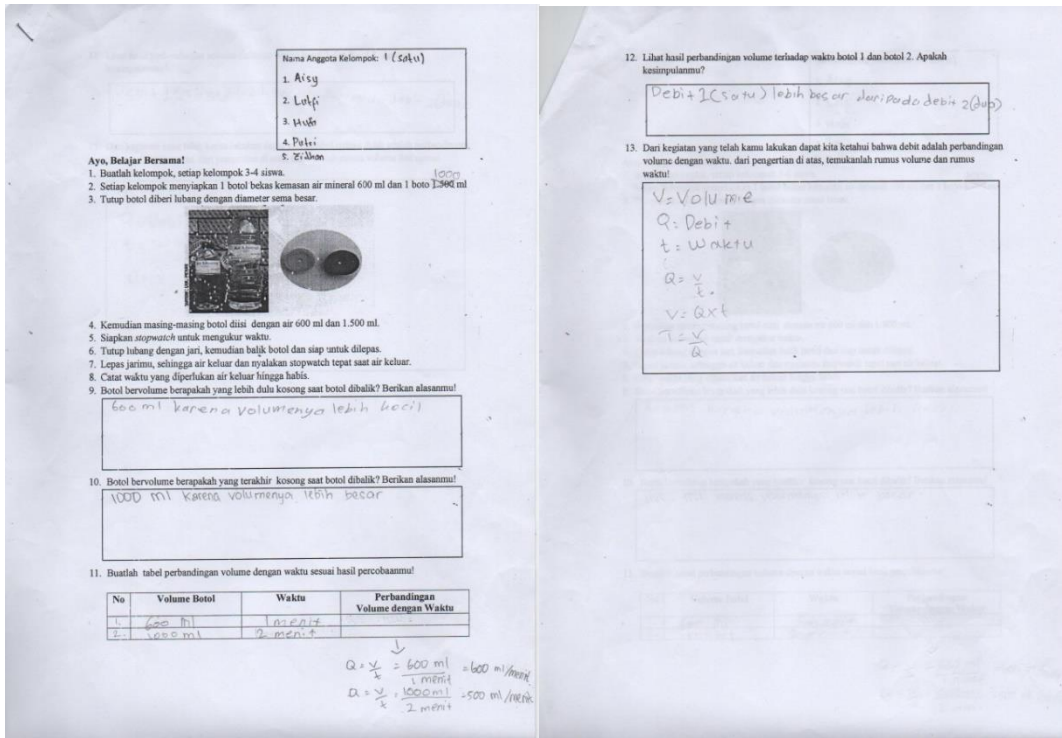 Nama Anggota Kelompok: 1 (satu)
1. Aisy
2. Lutfi
3. Huda
4. Putri
5. Zidhan
Ayo, Belajar Bersama!
1. Buatlah kelompok, setiap kelompok 3-4 siswa.
1000
2. Setiap kelompok menyiapkan 1 botol bekas kemasan air mineral 600 ml dan 1 boto 1.500 ml
3. Tutup botol diberi lubang dengan diameter sema besar.
4. Kemudian masing-masing botol diisi dengan air 600 ml dan 1.500 ml.
5. Siapkan stopwatch untuk mengukur waktu.
6. Tutup lubang dengan jari, kemudian balik botol dan siap untuk dilepas.
7. Lepas jarimu, sehingga air keluar dan nyalakan stopwatch tepat saat air keluar.
8. Catat waktu yang diperlukan air keluar hingga habis.
9. Botol bervolume berapakah yang lebih dulu kosong saat botol dibalik? Berikan alasanmu!
600 ml karena volumenya lebih kecil
10. Botol bervolume berapakah yang terakhir kosong saat botol dibalik? Berikan alasanmu!
1000 ml karena volumenya lebih besar
11. Buatlah tabel perbandingan volume dengan waktu sesuai hasil percobaanmu!
No Volume Botol Waktu Perbandingan Volume dengan Waktu
1. 600 ml 1 menit
2. 1000 ml 2 menit
Q = v/t = 600 ml / 1 menit = 600 ml/menit
Q = v/t = 1000 ml / 2 menit = 500 ml/menit
12. Lihat hasil perbandingan volume terhadap waktu botol 1 dan botol 2. Apakah
kesimpulanmu?
Debit 1 (satu) lebih besar daripada debit 2 (dua)
13. Dari kegiatan yang telah kamu lakukan dapat kita ketahui bahwa debit adalah perbandingan
volume dengan waktu. dari pengertian di atas, temukanlah rumus volume dan rumus
waktu!
V = Volume
Q = Debit
t = Waktu
Q = v/t.
V = Q x t
T = v/Q